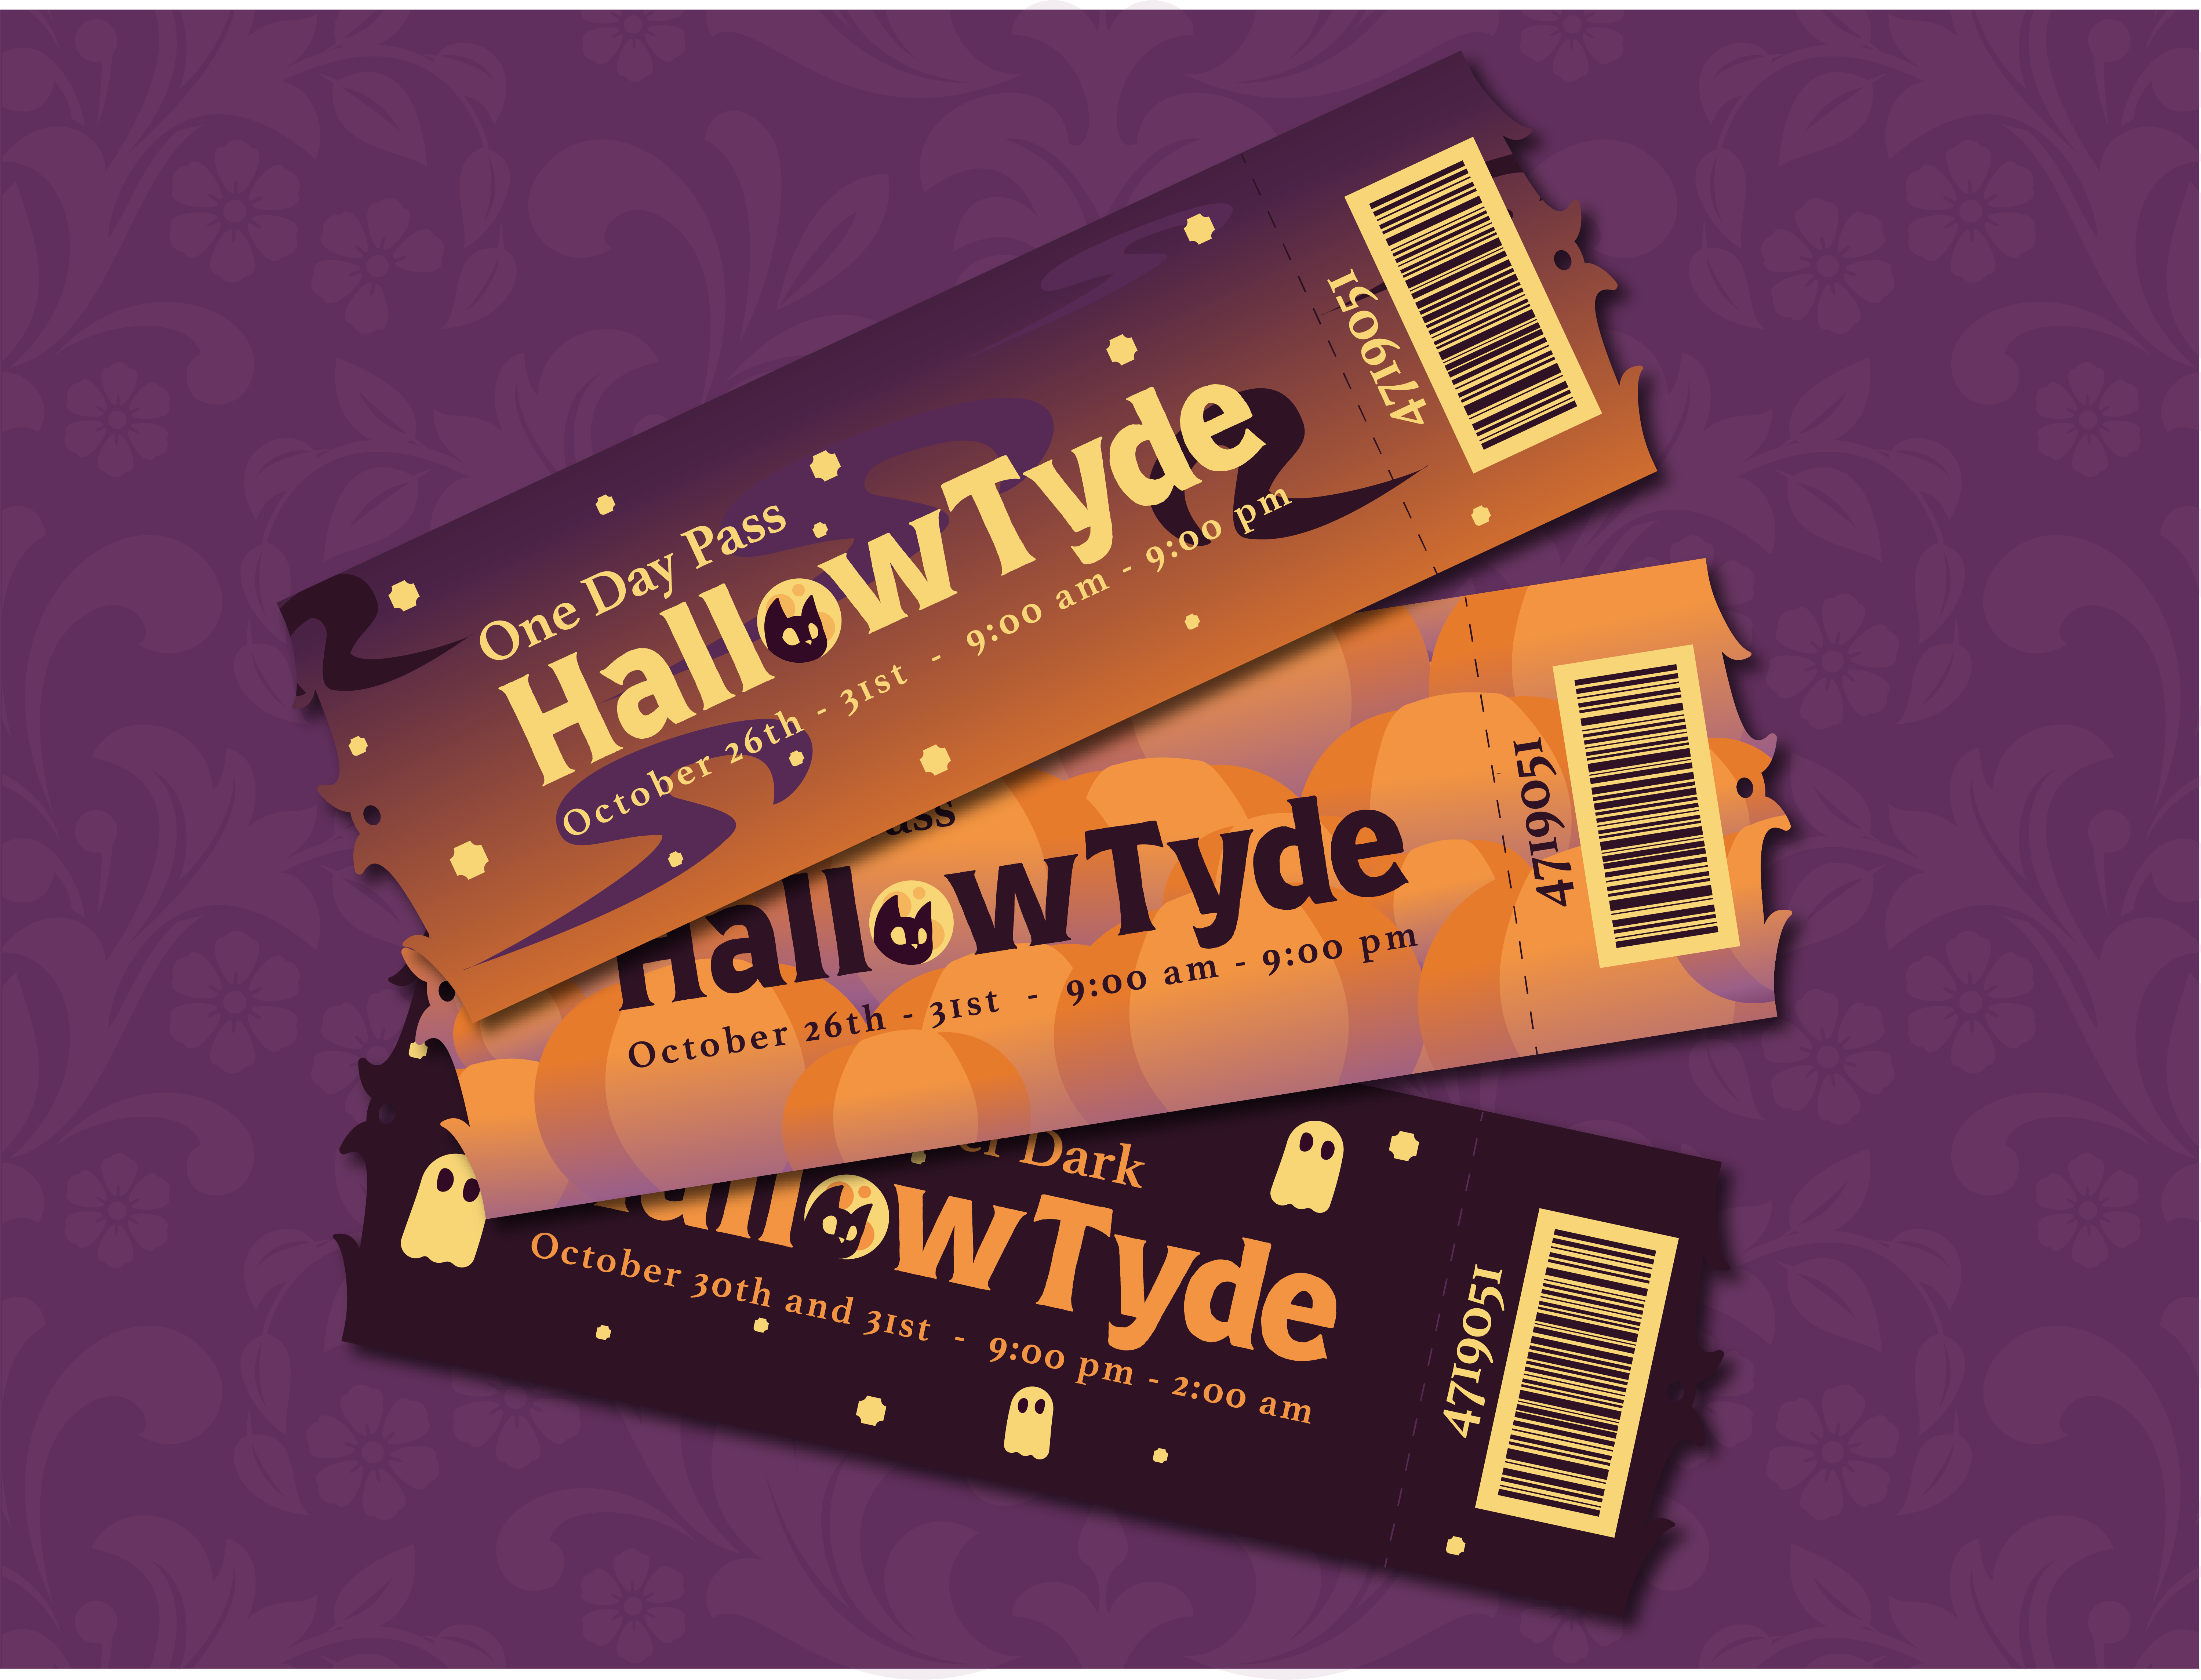 One Day Pass
HallowTyde
October 26th - 31st - 9:00 am - 9:00 pm
4719051
HallowTyde
October 26th - 31st - 9:00 am - 9:00 pm
4719051
Dark
HallowTyde
October 30th and 31st - 9:00 pm - 2:00 am
4719051